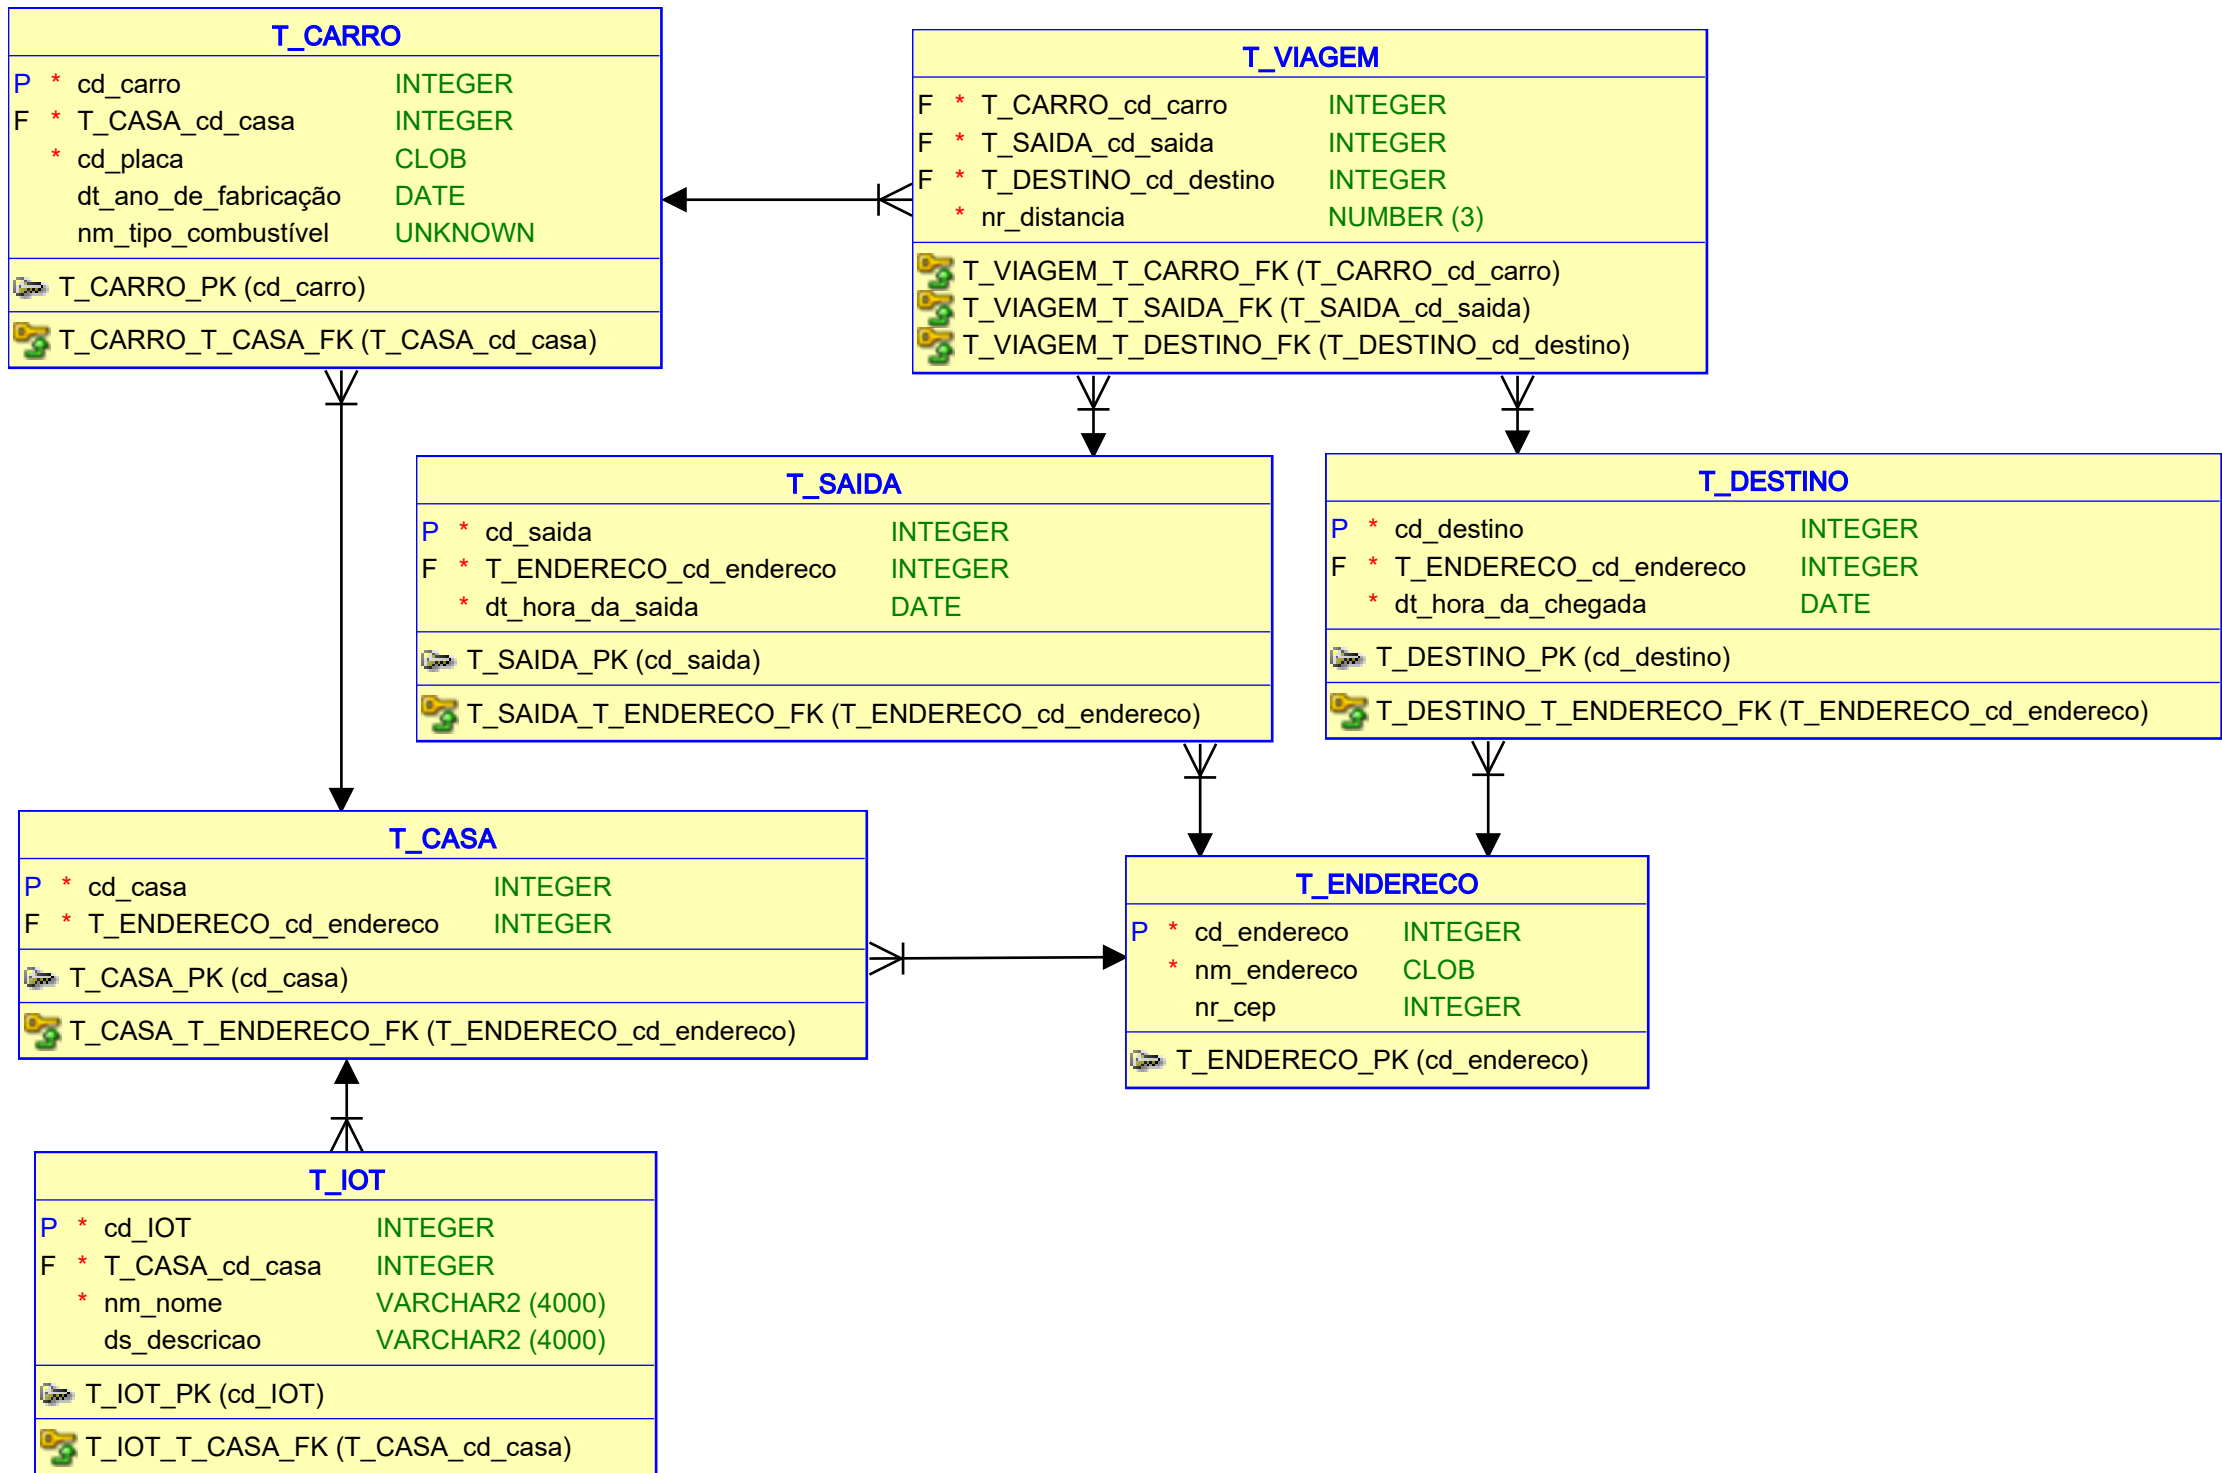 T_CARRO
P * cd_carro INTEGER
F * T_CASA_cd_casa INTEGER
* cd_placa CLOB
dt_ano_de_fabricação DATE
nm_tipo_combustível UNKNOWN
T_CARRO_PK (cd_carro)
T_CARRO_T_CASA_FK (T_CASA_cd_casa)
T_VIAGEM
F * T_CARRO_cd_carro INTEGER
F * T_SAIDA_cd_saida INTEGER
F * T_DESTINO_cd_destino INTEGER
* nr_distancia NUMBER (3)
T_VIAGEM_T_CARRO_FK (T_CARRO_cd_carro)
T_VIAGEM_T_SAIDA_FK (T_SAIDA_cd_saida)
T_VIAGEM_T_DESTINO_FK (T_DESTINO_cd_destino)
T_SAIDA
P * cd_saida INTEGER
F * T_ENDERECO_cd_endereco INTEGER
* dt_hora_da_saida DATE
T_SAIDA_PK (cd_saida)
T_SAIDA_T_ENDERECO_FK (T_ENDERECO_cd_endereco)
T_DESTINO
P * cd_destino INTEGER
F * T_ENDERECO_cd_endereco INTEGER
* dt_hora_da_chegada DATE
T_DESTINO_PK (cd_destino)
T_DESTINO_T_ENDERECO_FK (T_ENDERECO_cd_endereco)
T_CASA
P * cd_casa INTEGER
F * T_ENDERECO_cd_endereco INTEGER
T_CASA_PK (cd_casa)
T_CASA_T_ENDERECO_FK (T_ENDERECO_cd_endereco)
T_ENDERECO
P * cd_endereco INTEGER
* nm_endereco CLOB
nr_cep INTEGER
T_ENDERECO_PK (cd_endereco)
T_IOT
P * cd_IOT INTEGER
F * T_CASA_cd_casa INTEGER
* nm_nome VARCHAR2 (4000)
ds_descricao VARCHAR2 (4000)
T_IOT_PK (cd_IOT)
T_IOT_T_CASA_FK (T_CASA_cd_casa)